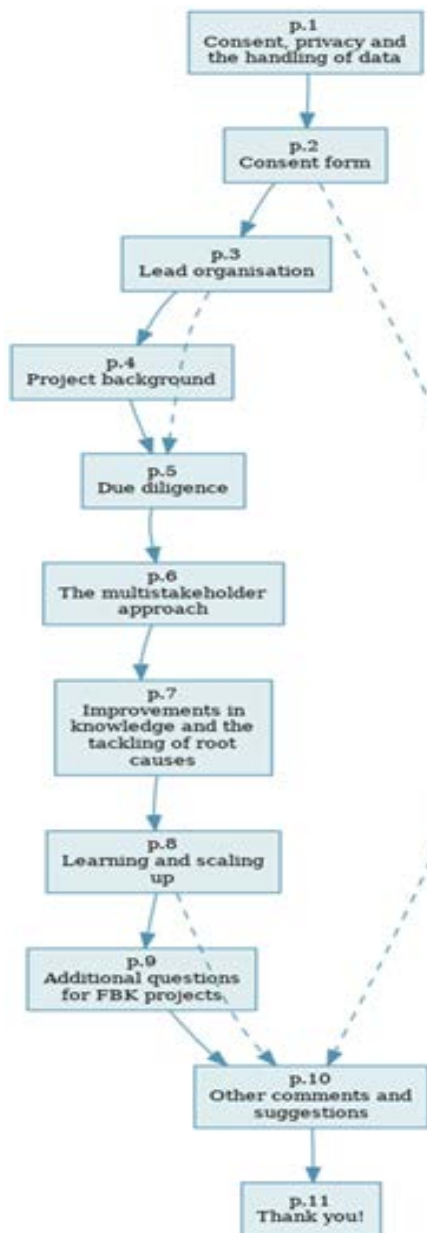 p.1
Consent, privacy and
the handling of data
p.2
Consent form
p.3
Lead organisation
p.4
Project background
p.5
Due diligence
p.6
The multistakeholder
approach
p.7
Improvements in
knowledge and the
tackling of root
causes
p.8
Learning and scaling
up
p.9
Additional questions
for FBK projects
p.10
Other comments and
suggestions
p.11
Thank you!